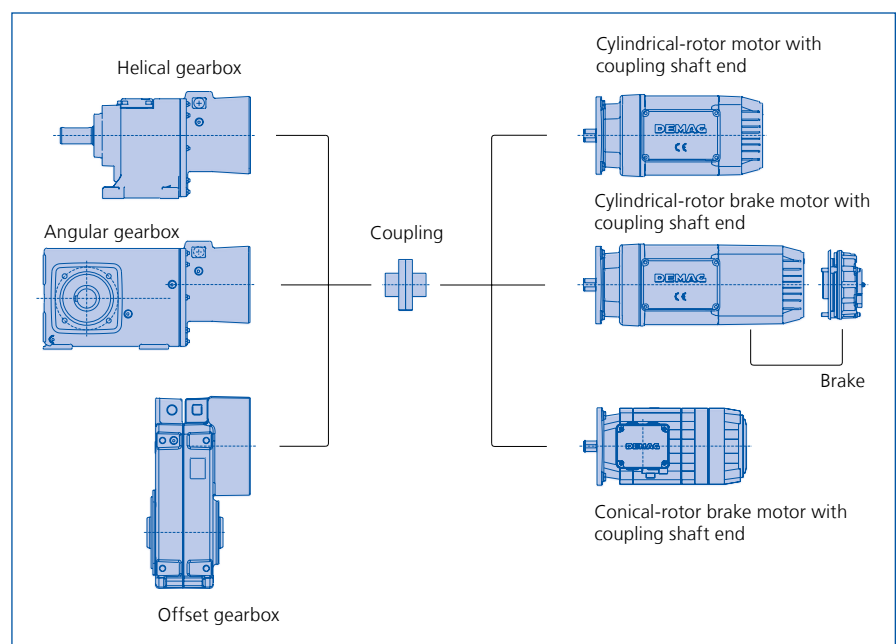 Helical gearbox
Cylindrical-rotor motor with
coupling shaft end
DEMAG
CE
Angular gearbox
Coupling
Cylindrical-rotor brake motor with
coupling shaft end
DEMAG
CE
Brake
DEMAG
Conical-rotor brake motor with
coupling shaft end
Offset gearbox